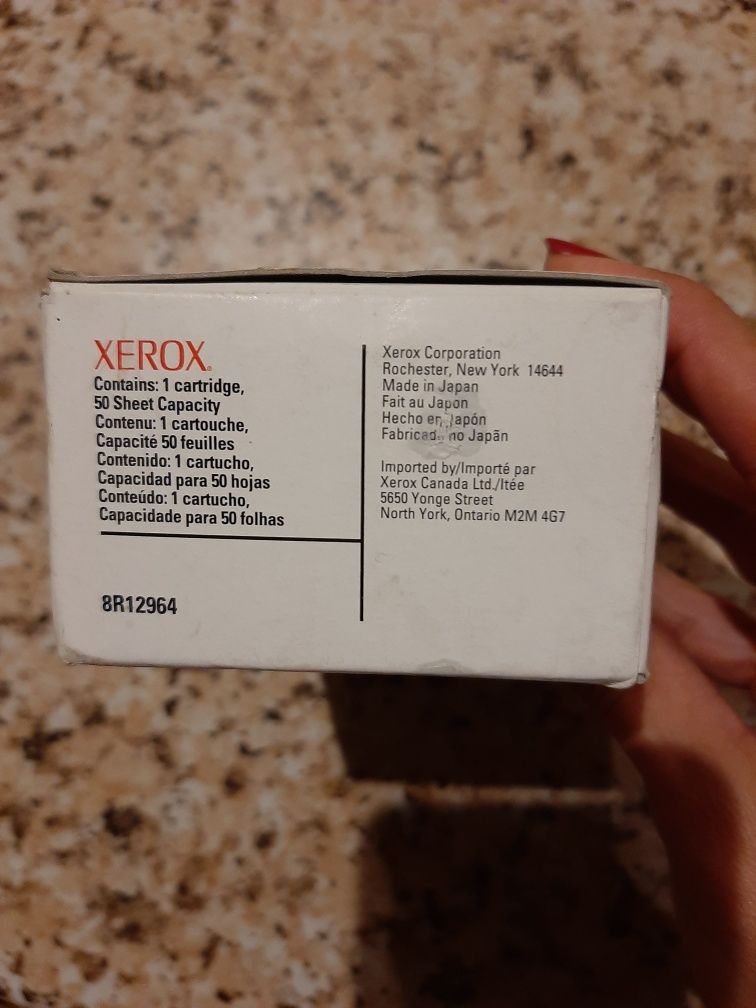 XEROX®
Contains: 1 cartridge,
50 Sheet Capacity
Contenu: 1 cartouche,
Capacité 50 feuilles
Contenido: 1 cartucho,
Capacidad para 50 hojas
Conteúdo: 1 cartucho,
Capacidade para 50 folhas
8R12964
Xerox Corporation
Rochester, New York 14644
Made in Japan
Fait au Japon
Hecho en Japón
Fabricado no Japãn
Imported by/Importé par
Xerox Canada Ltd./ltée
5650 Yonge Street
North York, Ontario M2M 4G7